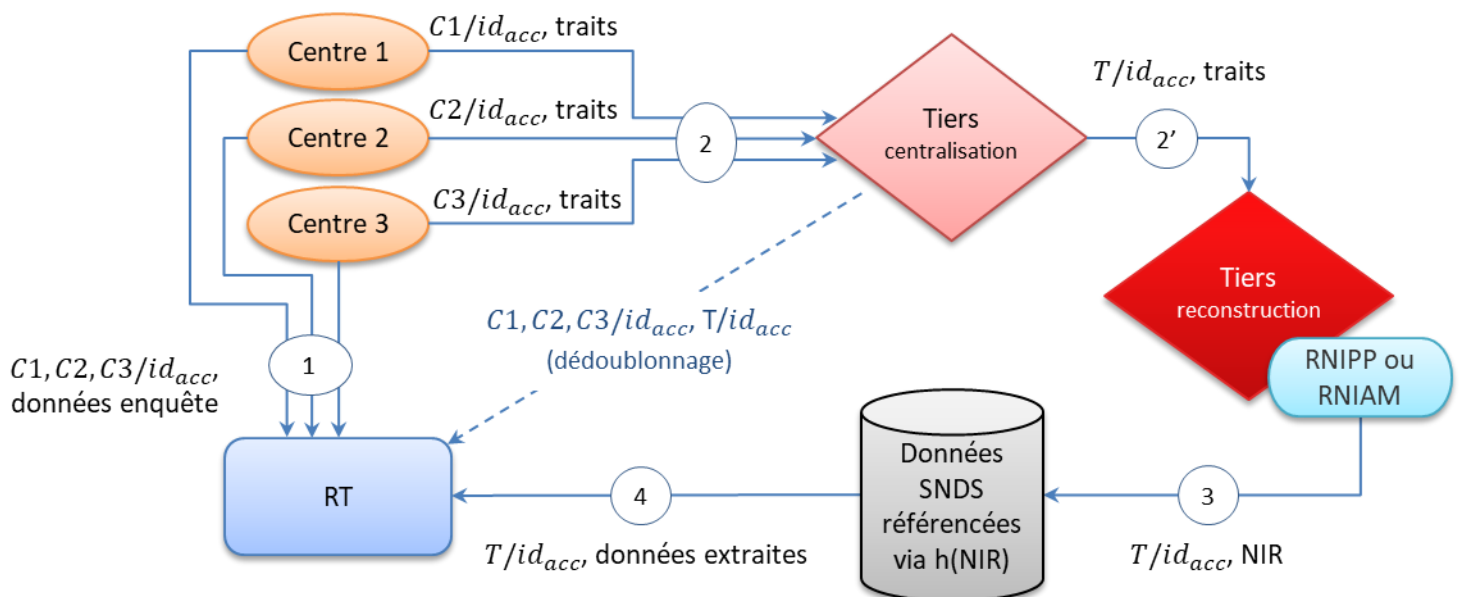 Centre 1
C1/id_acc, traits
Centre 2
C2/id_acc, traits
Centre 3
C3/id_acc, traits
2
Tiers
centralisation
T/id_acc, traits
2’
Tiers
reconstruction
RNIPP ou
RNIAM
C1, C2, C3/id_acc, T/id_acc
(dédoublonnage)
C1, C2, C3/id_acc,
données enquête
1
RT
4
T/id_acc, données extraites
Données
SNDS
référencées
via h(NIR)
3
T/id_acc, NIR